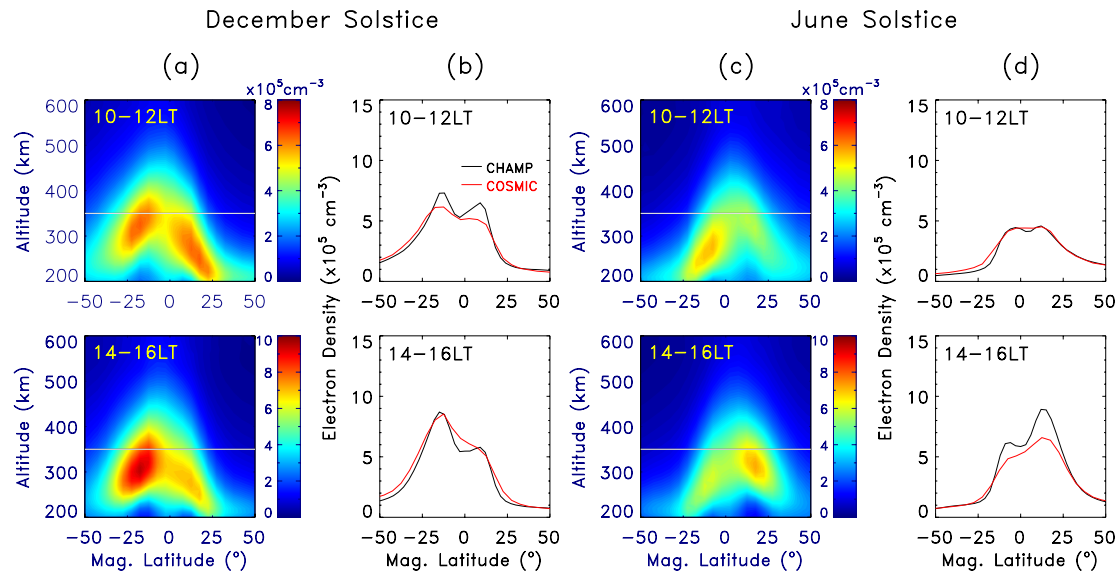 December Solstice
June Solstice
(a)
(b)
(c)
(d)
×10⁵cm⁻³
600
500
400
300
200
Altitude (km)
10-12LT
8
6
4
2
0
-50 -25 0 25 50
15
10
5
0
10-12LT
CHAMP
COSMIC
-50 -25 0 25 50
×10⁵cm⁻³
600
500
400
300
200
Altitude (km)
10-12LT
8
6
4
2
0
-50 -25 0 25 50
15
10
5
0
10-12LT
-50 -25 0 25 50
Electron Density (×10⁵ cm⁻³)
Electron Density (×10⁵ cm⁻³)
600
500
400
300
200
Altitude (km)
14-16LT
10
8
6
4
2
0
-50 -25 0 25 50
Mag. Latitude (°)
15
10
5
0
14-16LT
-50 -25 0 25 50
Mag. Latitude (°)
600
500
400
300
200
Altitude (km)
14-16LT
10
8
6
4
2
0
-50 -25 0 25 50
Mag. Latitude (°)
15
10
5
0
14-16LT
-50 -25 0 25 50
Mag. Latitude (°)